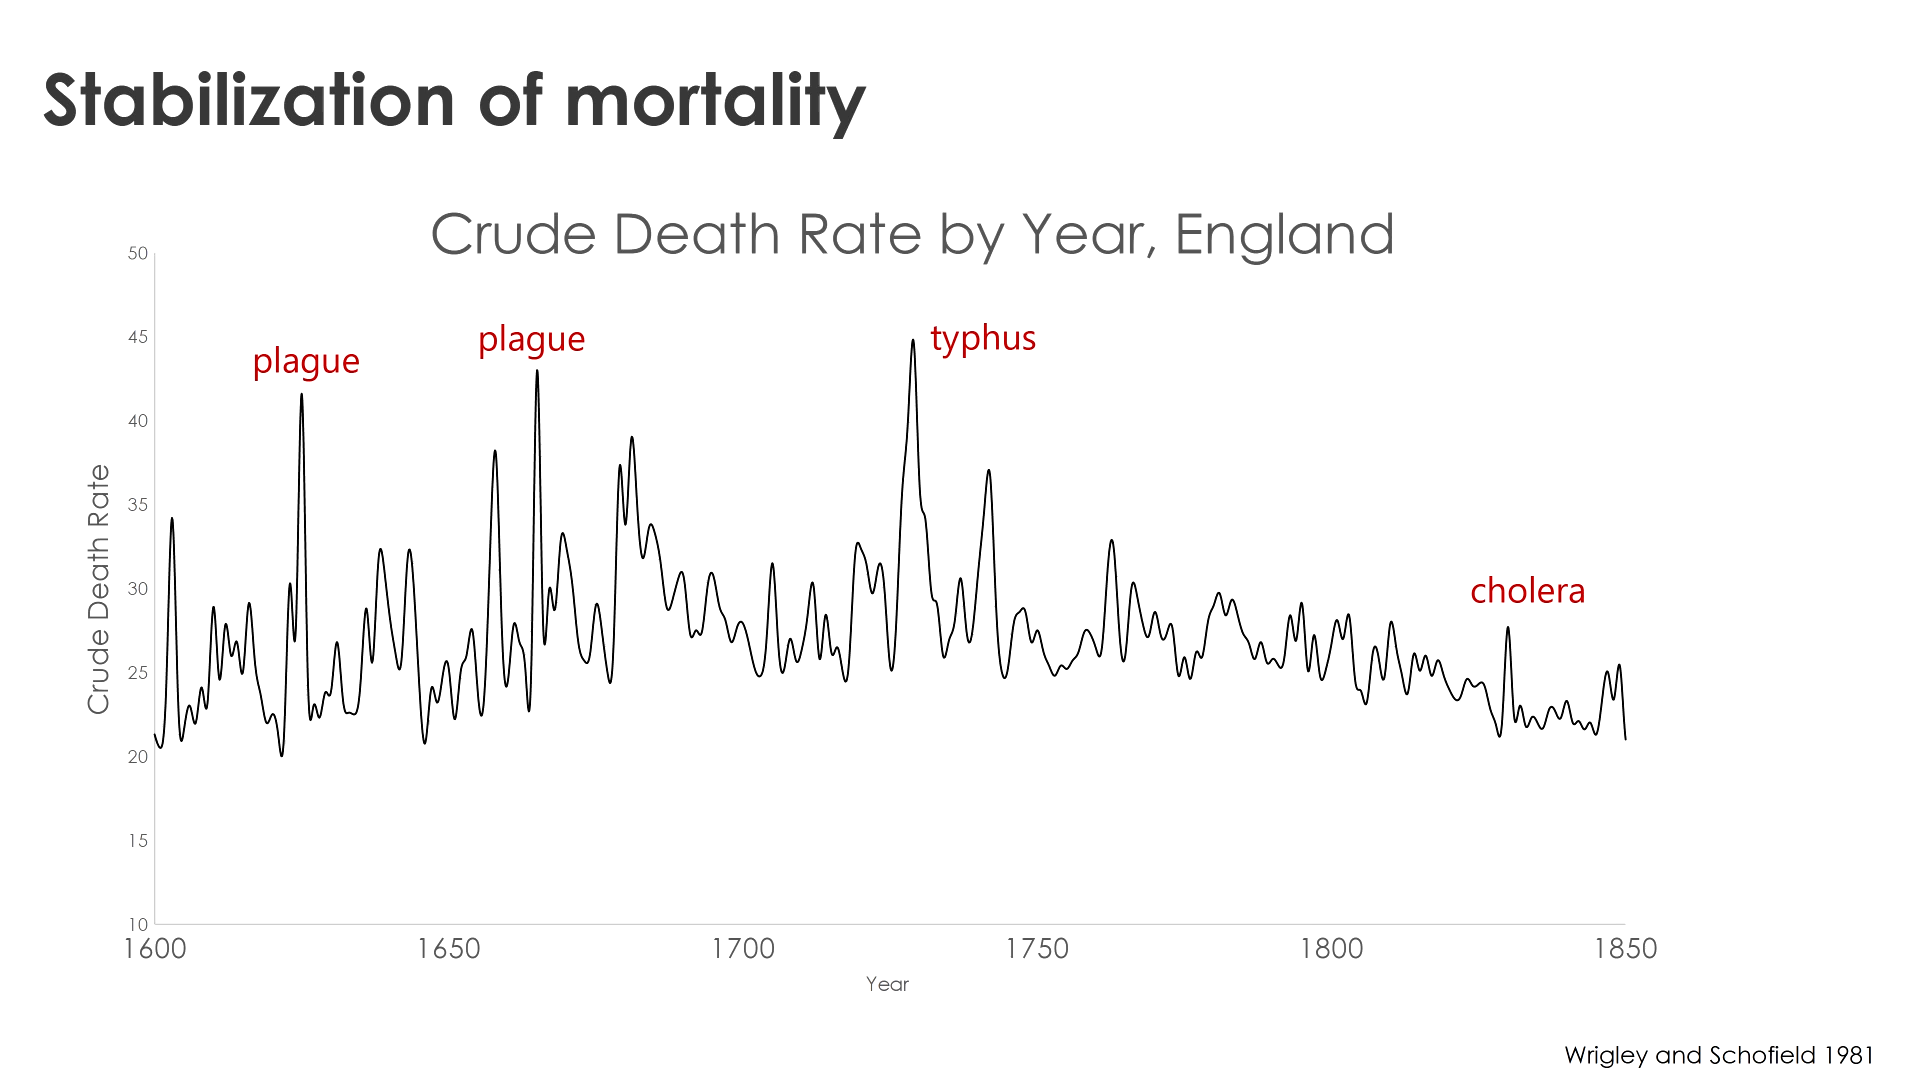 Stabilization of mortality
Crude Death Rate by Year, England
50
45
40
35
30
25
20
15
10
Crude Death Rate
plague
plague
typhus
cholera
1600
1650
1700
1750
1800
1850
Year
Wrigley and Schofield 1981